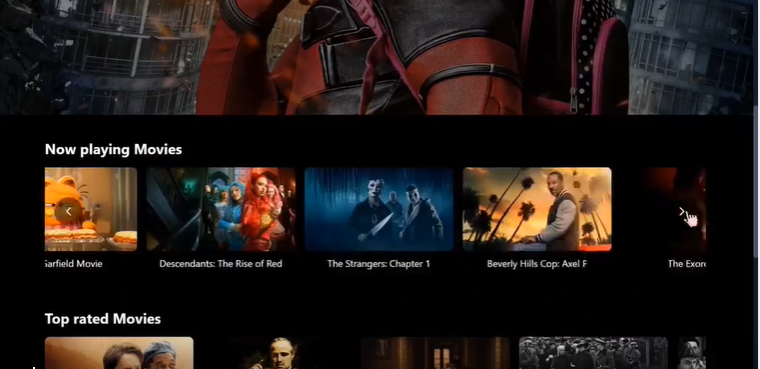 Now playing Movies
Garfield Movie
Descendants: The Rise of Red
The Strangers: Chapter 1
Beverly Hills Cop: Axel F
The Exor
Top rated Movies